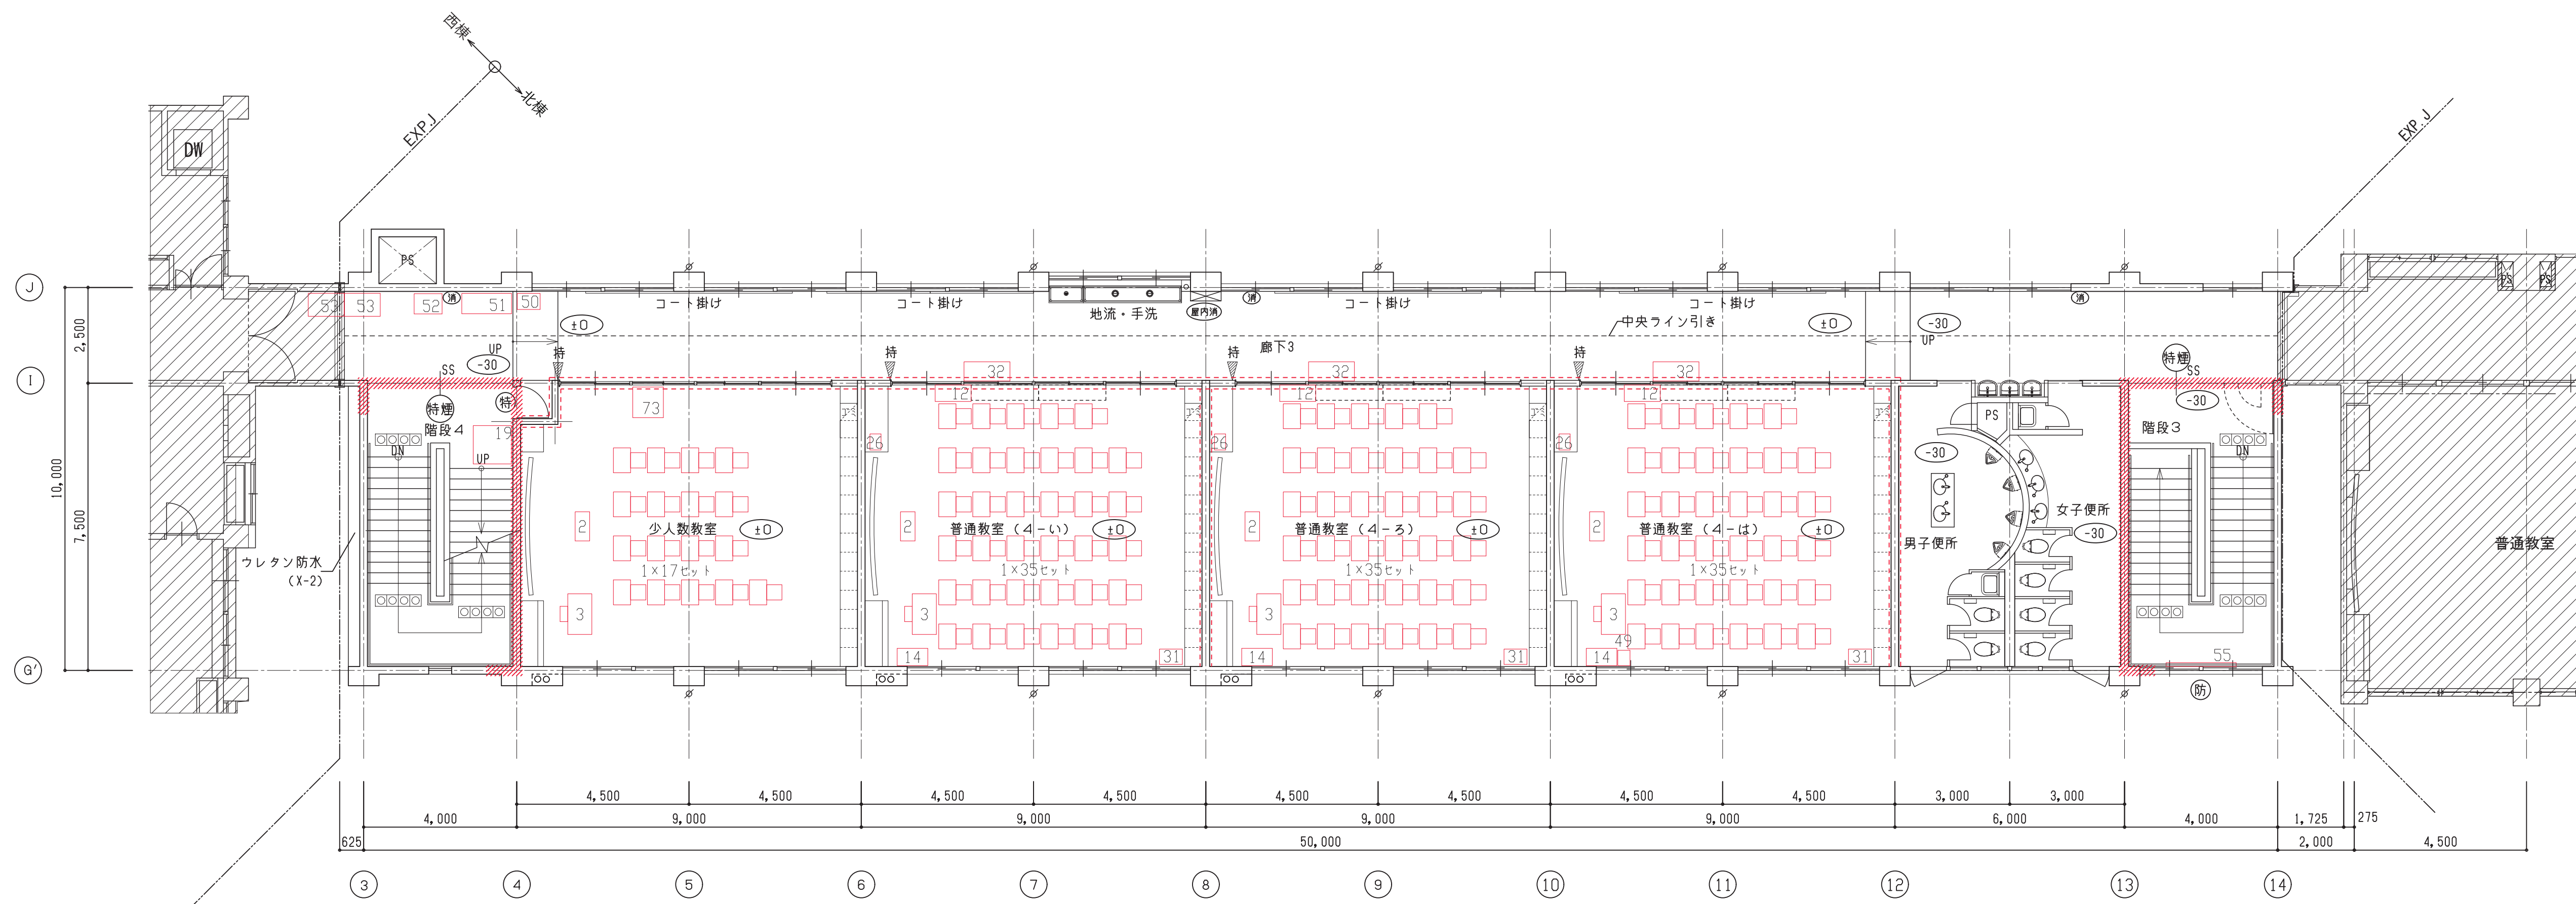 西棟
北棟
EXP.J
EXP.J
DW
PS
PS
PS
J
I
G'
2,500
7,500
10,000
53
53
52
消
51
50
コート掛け
コート掛け
地流・手洗
屋内消
消
コート掛け
コート掛け
消
±0
中央ライン引き
±0
-30
UP
-30
持
持
廊下3
持
持
UP
SS
特煙
SS
32
32
32
特煙
階段4
特
73
12
12
12
PS
-30
階段3
19
DN
UP
26
26
26
-30
DN
2
少人数教室
±0
2
普通教室（4-い）
±0
2
普通教室（4-ろ）
±0
2
普通教室（4-は）
±0
男子便所
女子便所
-30
普通教室
1×17セット
1×35セット
1×35セット
1×35セット
ウレタン防水
（X-2）
3
3
3
3
49
14
31
14
31
14
31
55
防
4,500
4,500
4,500
4,500
4,500
4,500
4,500
4,500
3,000
3,000
4,000
9,000
9,000
9,000
9,000
6,000
4,000
1,725
275
625
50,000
2,000
4,500
3
4
5
6
7
8
9
10
11
12
13
14